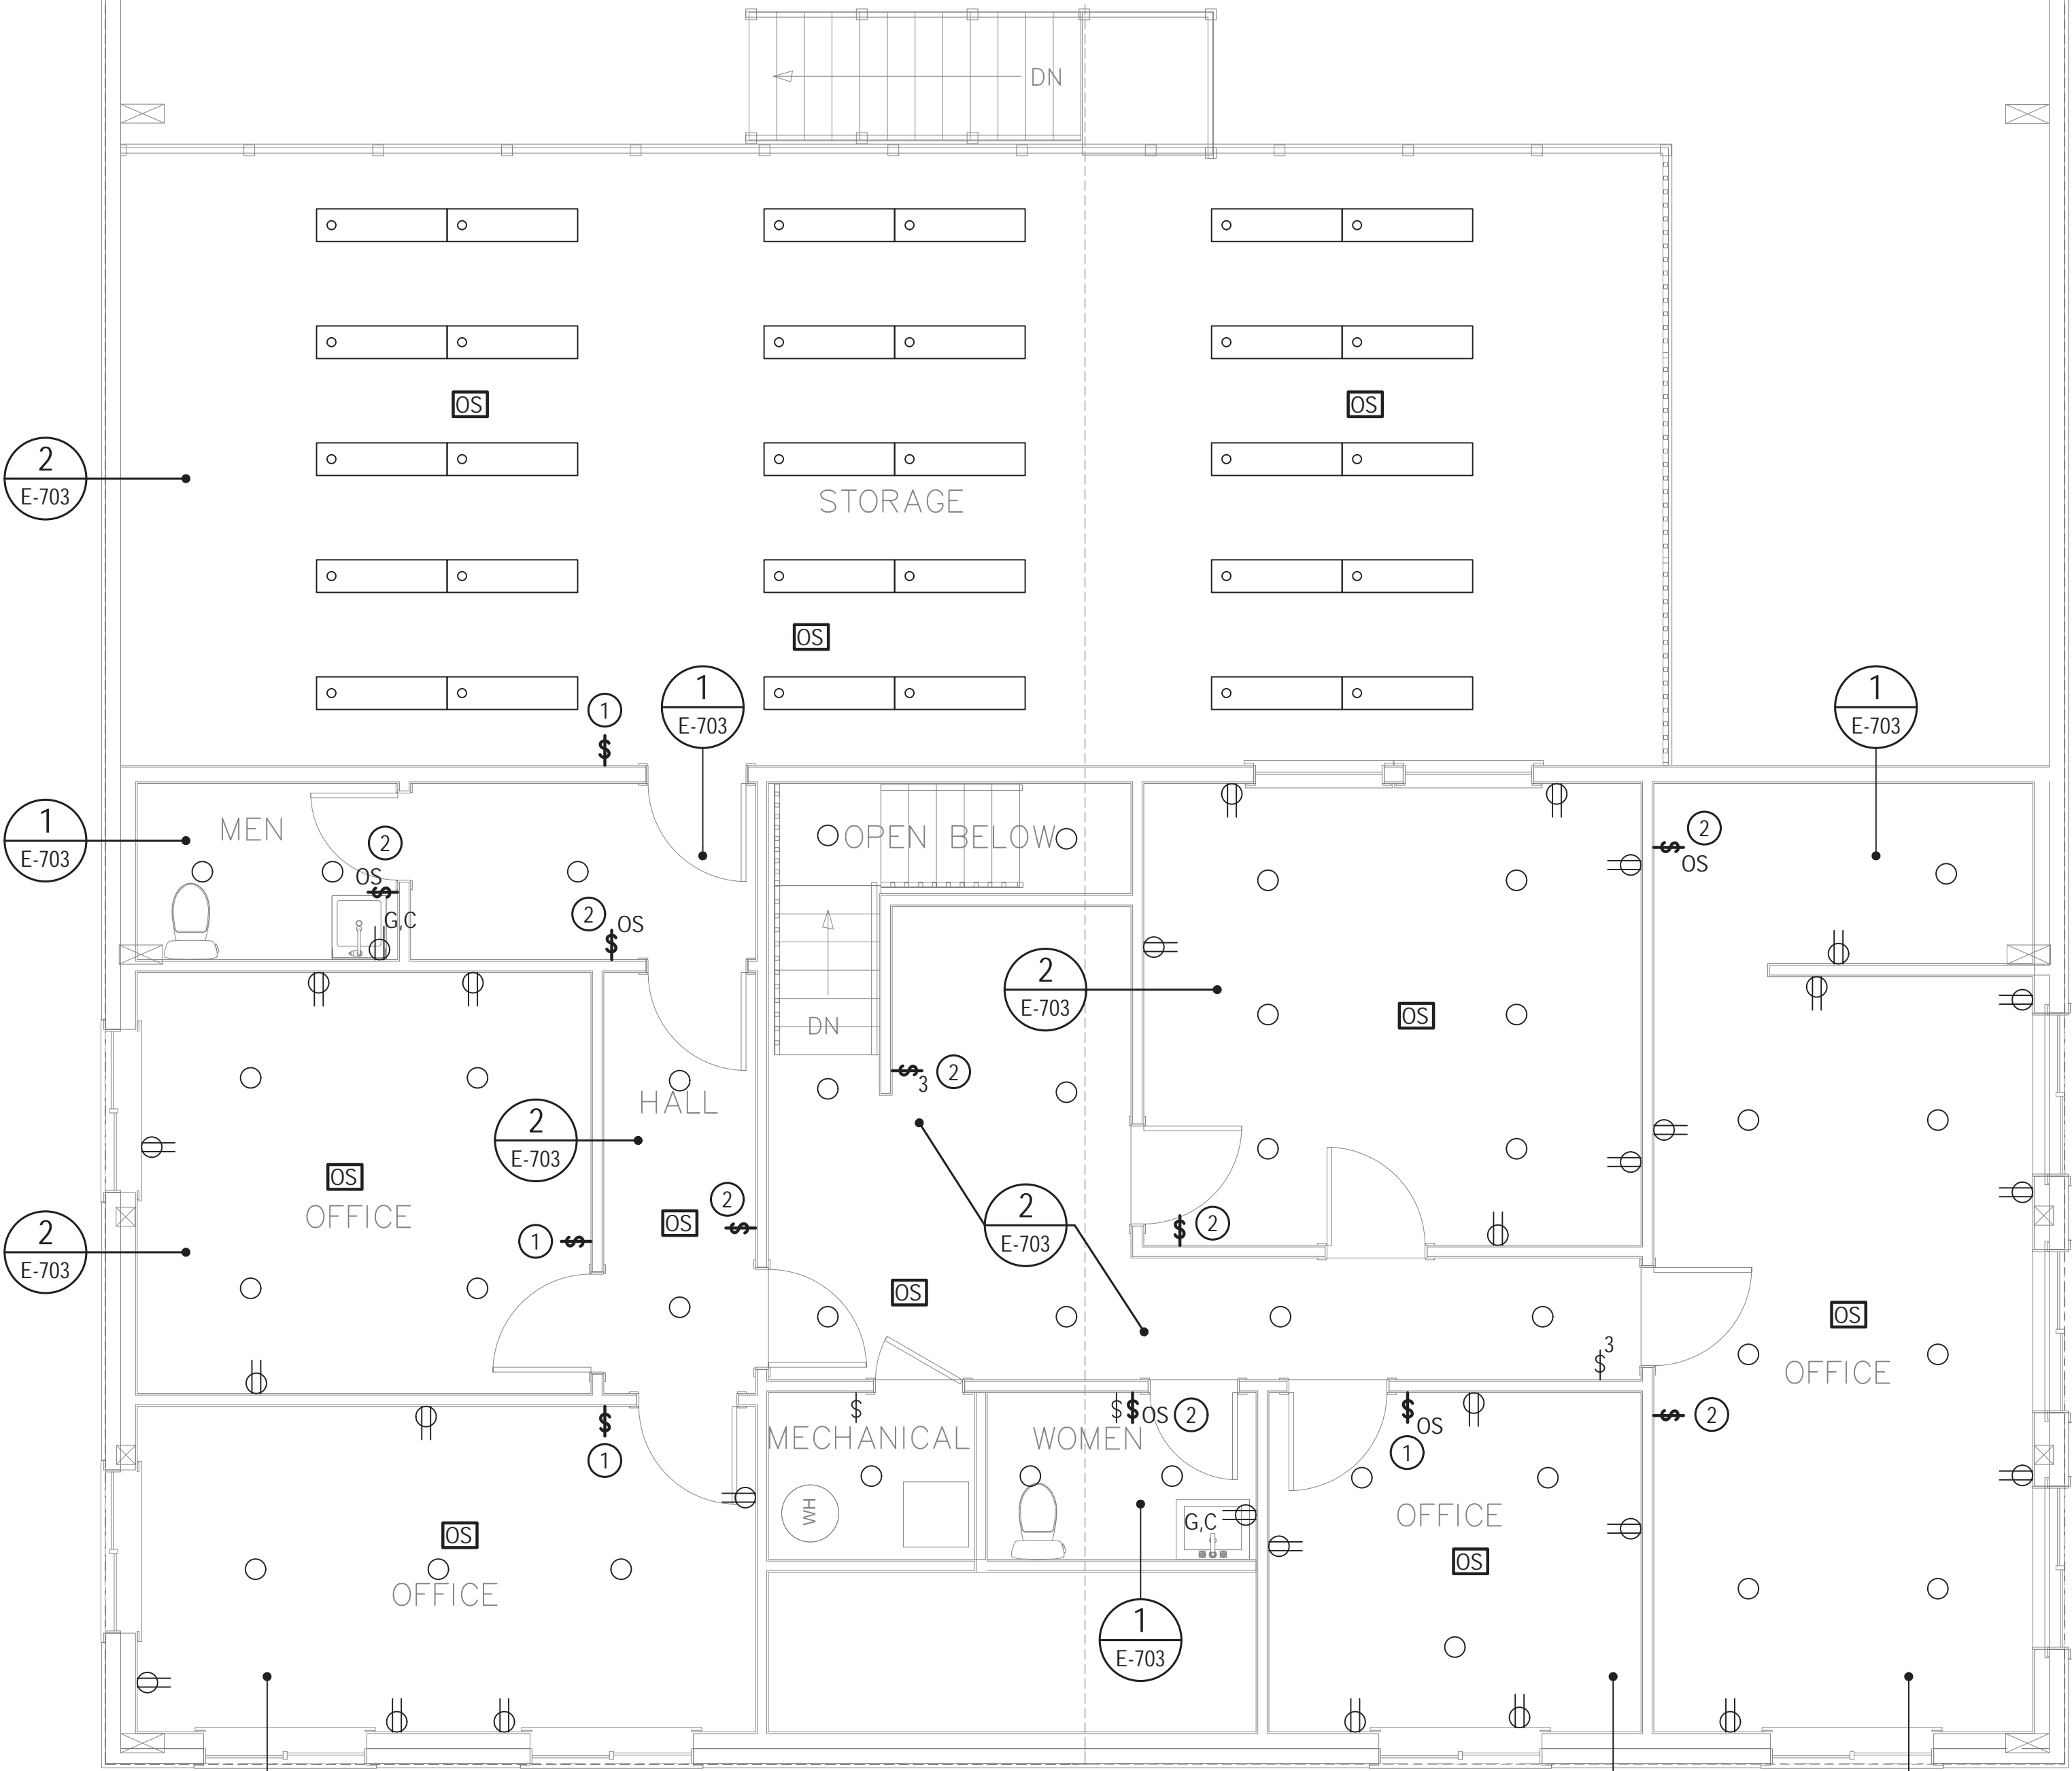 DN
OS
OS
2
E-703
STORAGE
OS
1
$
1
E-703
1
E-703
1
E-703
MEN
2
OS
$
G,C
2
OS
$
OPEN BELOW
2
$
OS
2
E-703
OS
DN
$
3
2
HALL
2
E-703
OS
OFFICE
1
$
2
E-703
OS
2
$
2
E-703
$
2
OS
OS
OFFICE
3
$
$
2
$
1
$
MECHANICAL
$
$
OS
2
WOMEN
$
OS
1
WH
G,C
OFFICE
OS
OS
OFFICE
1
E-703